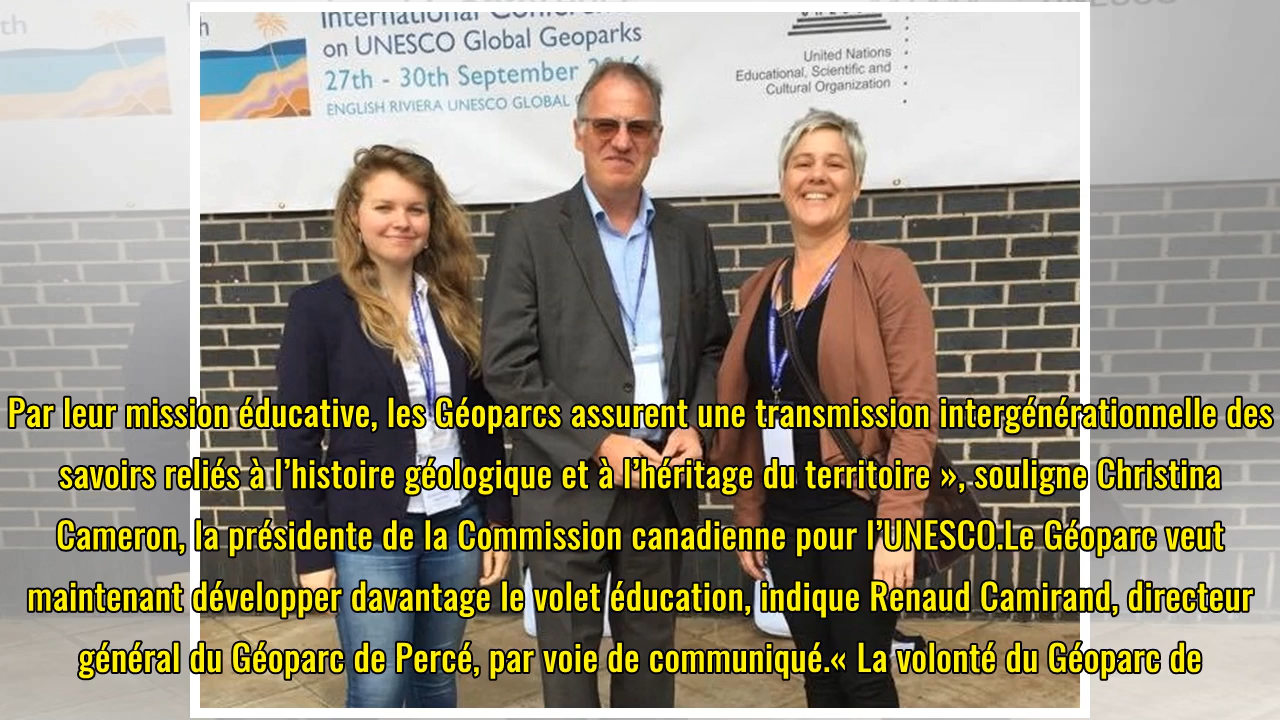 th
International
on UNESCO Global Geoparks
27th - 30th September 2016
ENGLISH RIVIERA UNESCO GLOBAL
United Nations
Educational, Scientific and
Cultural Organization
Par leur mission éducative, les Géoparcs assurent une transmission intergénérationnelle des
savoirs reliés à l’histoire géologique et à l’héritage du territoire », souligne Christina
Cameron, la présidente de la Commission canadienne pour l’UNESCO.Le Géoparc veut
maintenant développer davantage le volet éducation, indique Renaud Camirand, directeur
général du Géoparc de Percé, par voie de communiqué.« La volonté du Géoparc de